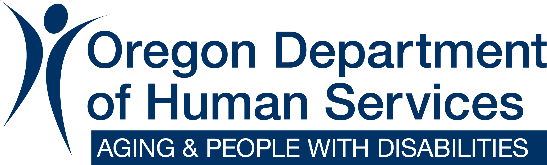 Oregon Department
of Human Services
AGING & PEOPLE WITH DISABILITIES